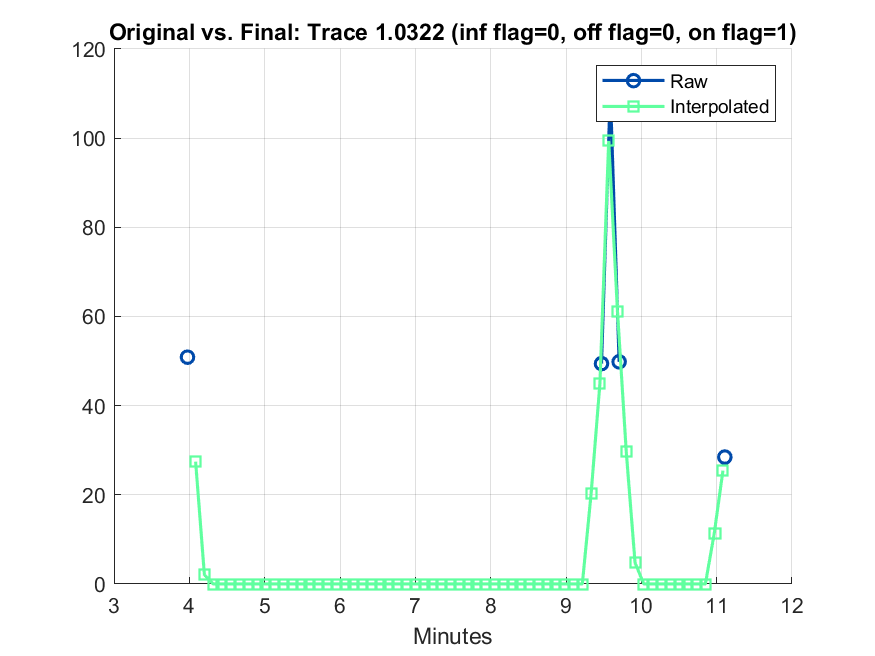 Original vs. Final: Trace 1.0322 (inf flag=0, off flag=0, on flag=1)
120
100
80
60
40
20
0
Raw
Interpolated
3 4 5 6 7 8 9 10 11 12
Minutes